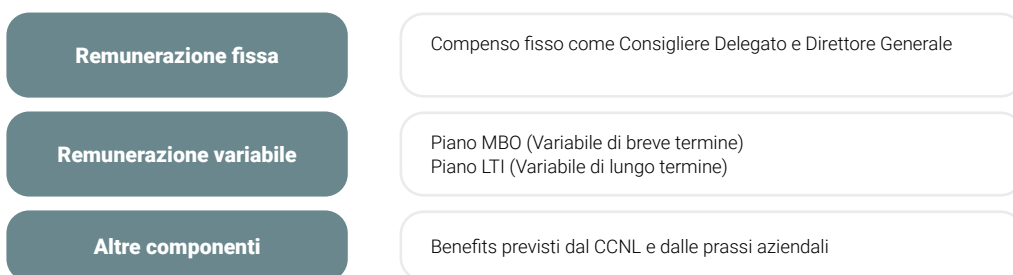 Remunerazione fissa
Compenso fisso come Consigliere Delegato e Direttore Generale
Remunerazione variabile
Piano MBO (Variabile di breve termine)
Piano LTI (Variabile di lungo termine)
Altre componenti
Benefits previsti dal CCNL e dalle prassi aziendali